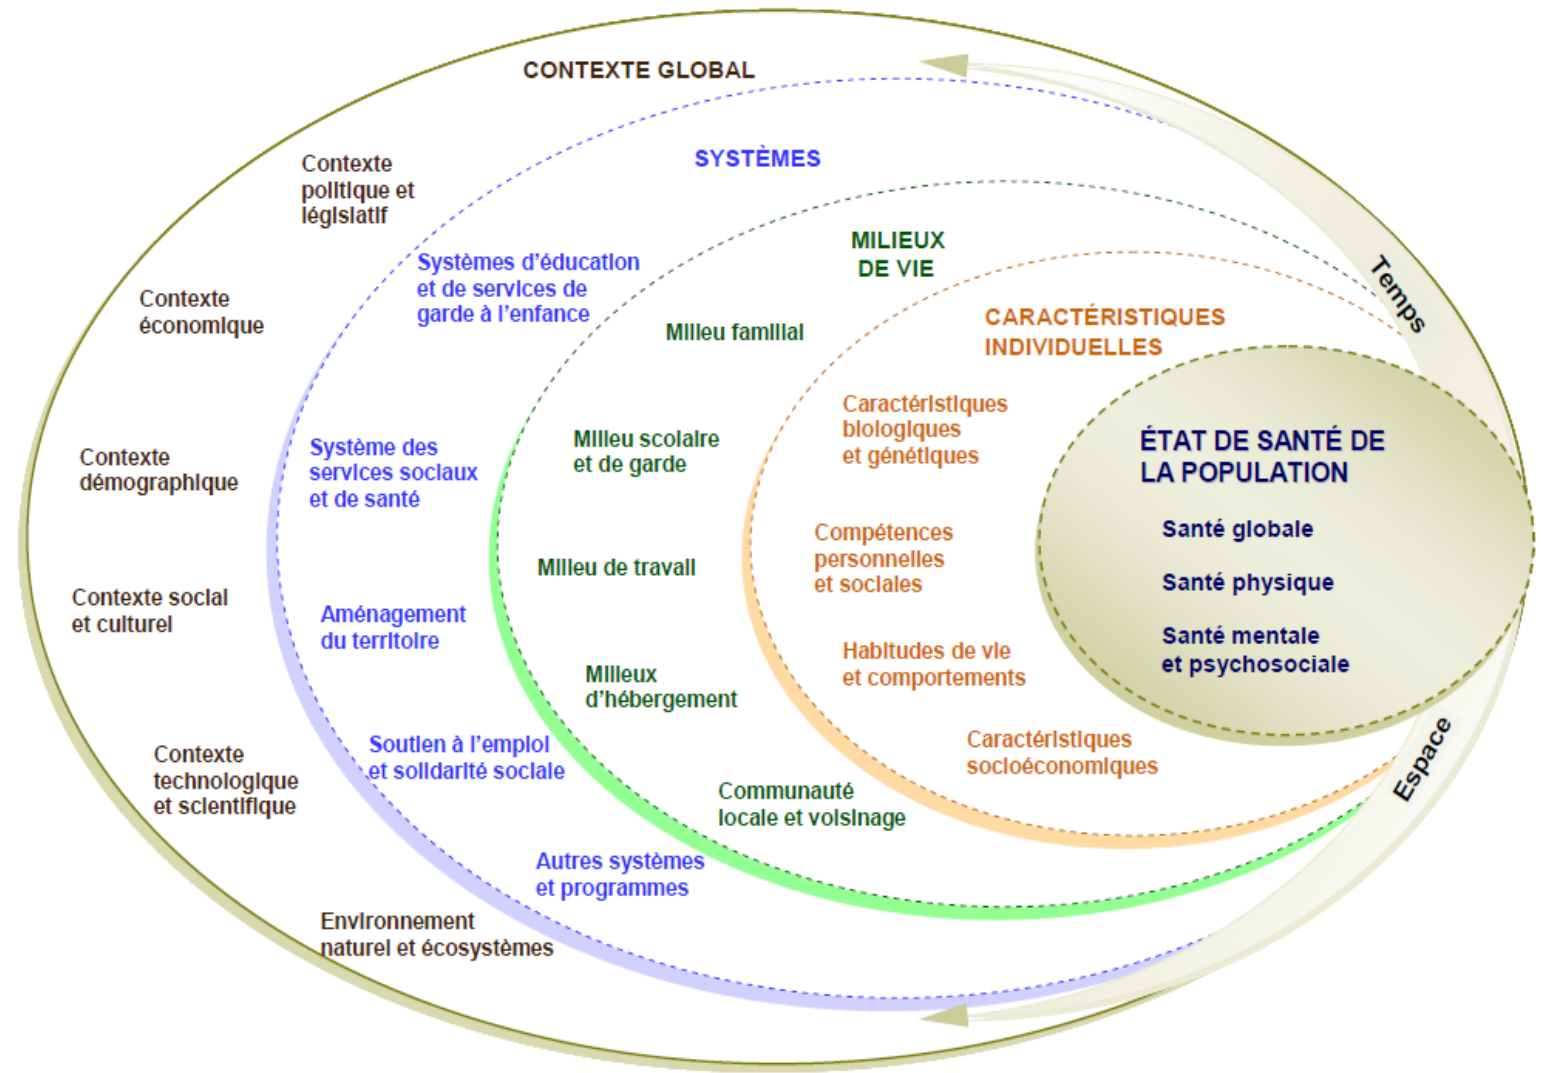 CONTEXTE GLOBAL
Contexte
politique et
législatif
Contexte
économique
Contexte
démographique
Contexte social
et culturel
Contexte
technologique
et scientifique
Environnement
naturel et écosystèmes
SYSTÈMES
Systèmes d'éducation
et de services de
garde à l'enfance
Système des
services sociaux
et de santé
Aménagement
du territoire
Soutien à l'emploi
et solidarité sociale
Autres systèmes
et programmes
MILIEUX
DE VIE
Milieu familial
Milieu scolaire
et de garde
Milieu de travail
Milieux
d'hébergement
Communauté
locale et voisinage
CARACTÉRISTIQUES
INDIVIDUELLES
Caractéristiques
biologiques
et génétiques
Compétences
personnelles
et sociales
Habitudes de vie
et comportements
Caractéristiques
socioéconomiques
ÉTAT DE SANTÉ DE
LA POPULATION
Santé globale
Santé physique
Santé mentale
et psychosociale
Temps
Espace